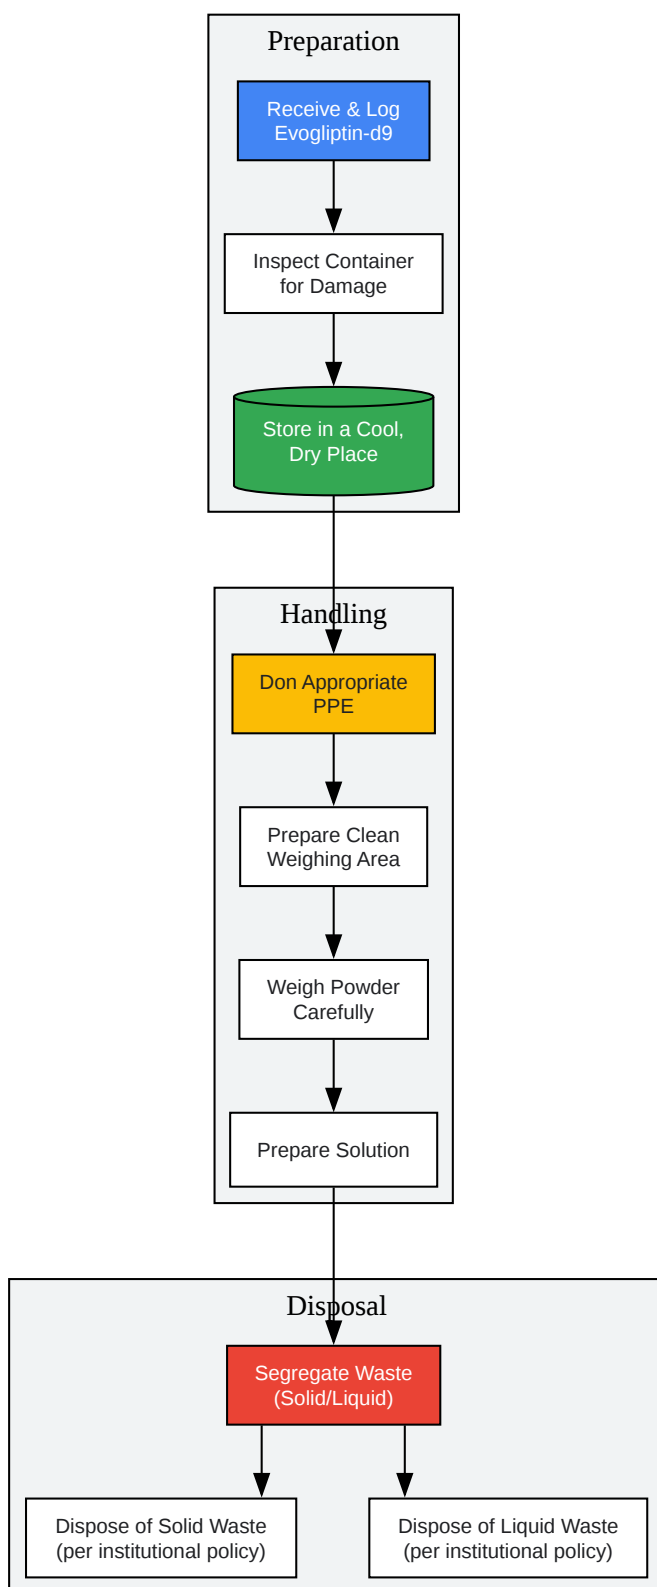 Preparation
Receive & Log
Evogliptin-d9
Inspect Container
for Damage
Store in a Cool,
Dry Place
Handling
Don Appropriate
PPE
Prepare Clean
Weighing Area
Weigh Powder
Carefully
Prepare Solution
Disposal
Segregate Waste
(Solid/Liquid)
Dispose of Solid Waste
(per institutional policy)
Dispose of Liquid Waste
(per institutional policy)